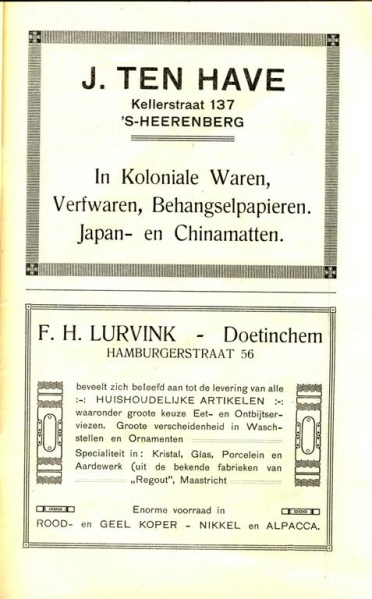 J. TEN HAVE
Kellerstraat 137
'S-HEERENBERG
In Koloniale Waren,
Verfwaren, Behangselpapieren.
Japan- en Chinamatten.
F. H. LURVINK - Doetinchem
HAMBURGERSTRAAT 56
beveelt zich beleefd aan tot de levering van alle
:-: HUISHOUDELIJKE ARTIKELEN :-:
waaronder groote keuze Eet- en Ontbijtser-
viezen. Groote verscheidenheid in Wasch-
stellen en Ornamenten
Specialiteit in: Kristal, Glas, Porcelein en
Aardewerk (uit de bekende fabrieken van
„Regout", Maastricht
Enorme voorraad in
ROOD- en GEEL KOPER - NIKKEL en ALPACCA.